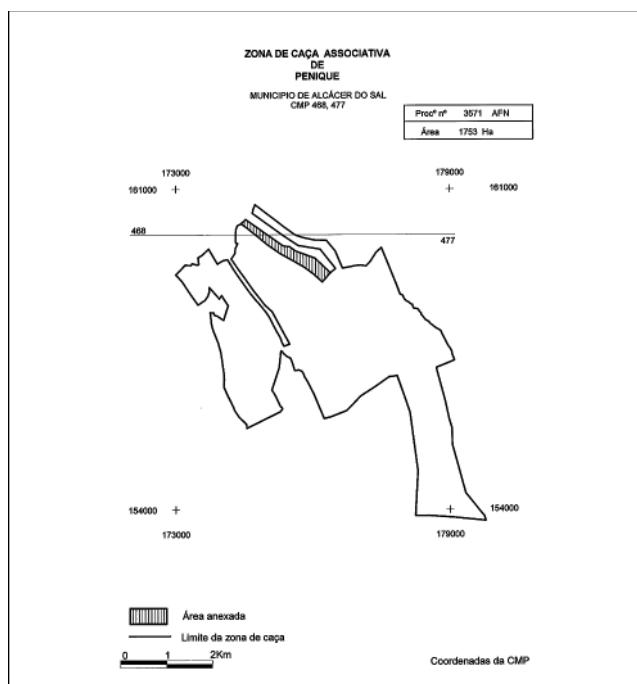 ZONA DE CAÇA ASSOCIATIVA
DE
PENIQUE
MUNICIPIO DE ALCÁCER DO SAL
CMP 468, 477
Procº nº 3571 AFN
Área 1753 Ha
173000
179000
161000
161000
468
477
154000
154000
173000
179000
Área anexada
Límite da zona de caça
0 1 2Km
Coordenadas da CMP